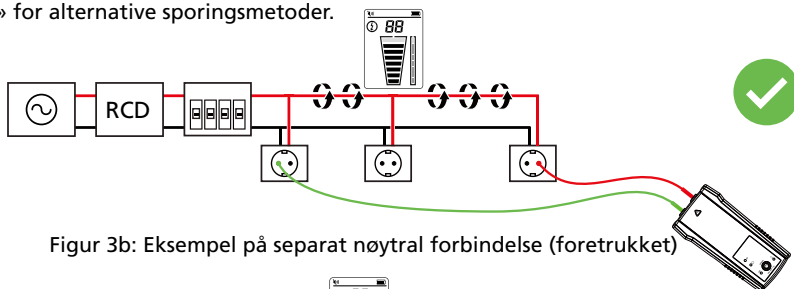 » for alternative sporingsmetoder.
88
RCD
Figur 3b: Eksempel på separat nøytral forbindelse (foretrukket)